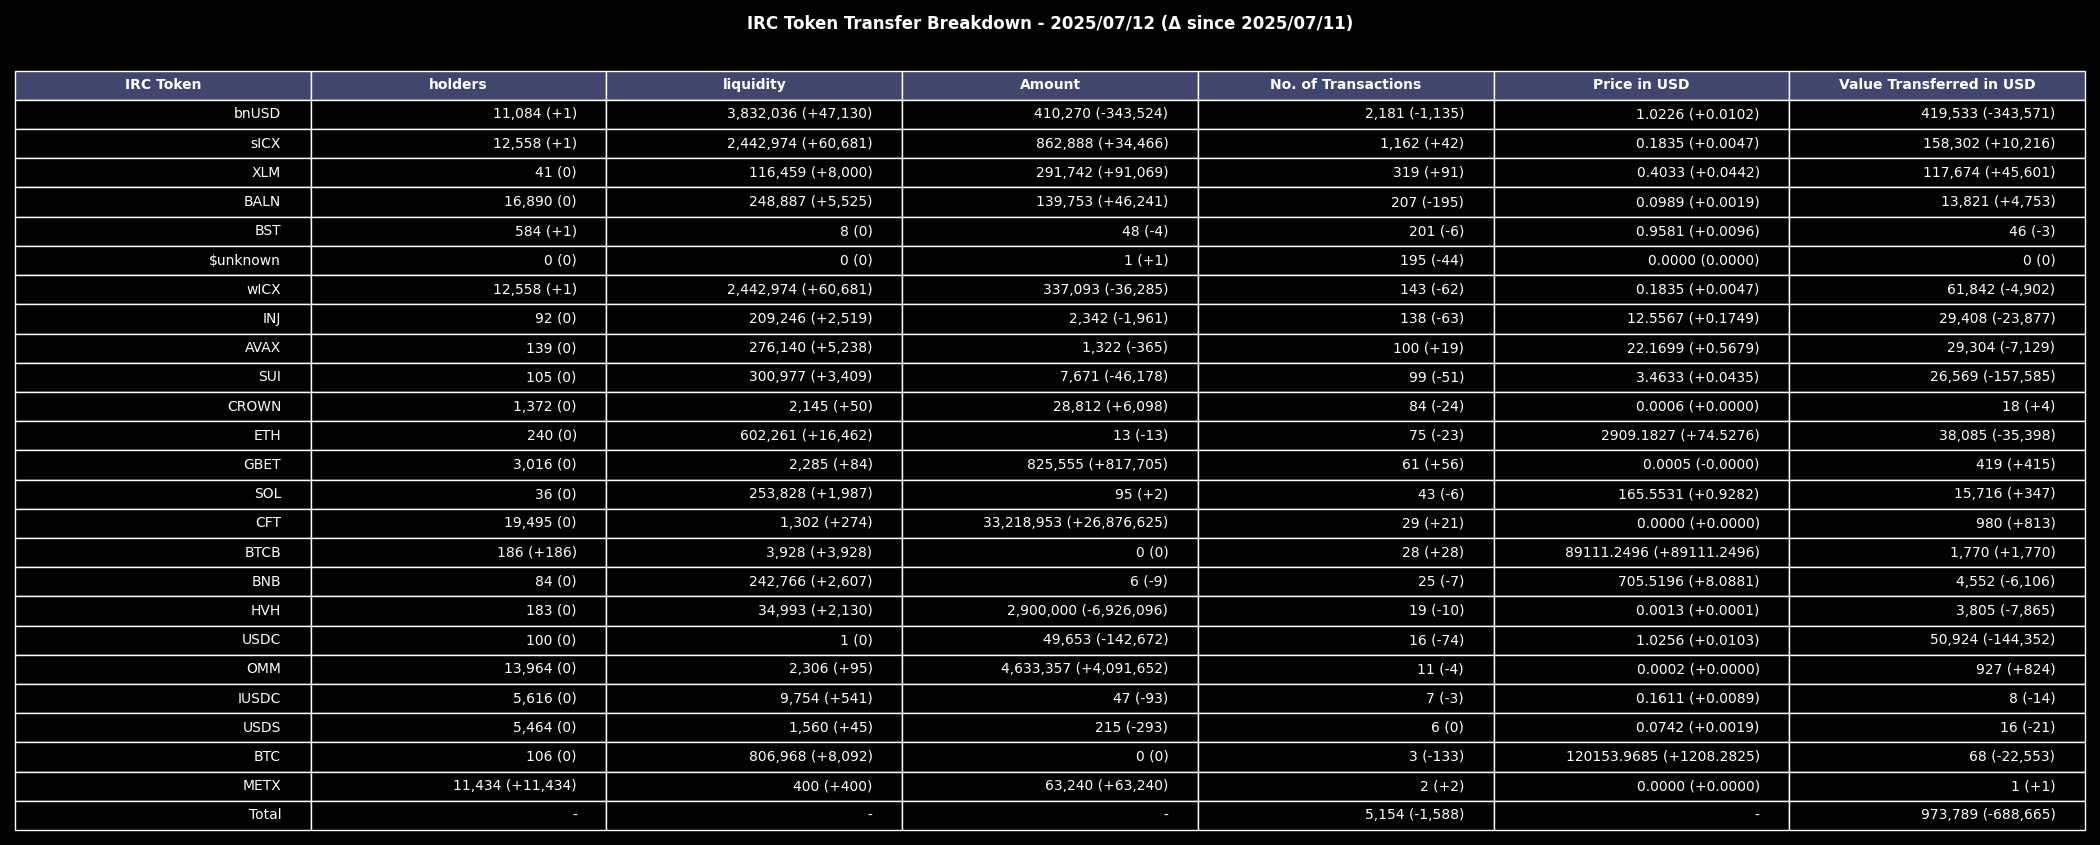 IRC Token Transfer Breakdown - 2025/07/12 (Δ since 2025/07/11)
IRC Token holders liquidity Amount No. of Transactions Price in USD Value Transferred in USD
bnUSD 11,084 (+1) 3,832,036 (+47,130) 410,270 (-343,524) 2,181 (-1,135) 1.0226 (+0.0102) 419,533 (-343,571)
sICX 12,558 (+1) 2,442,974 (+60,681) 862,888 (+34,466) 1,162 (+42) 0.1835 (+0.0047) 158,302 (+10,216)
XLM 41 (0) 116,459 (+8,000) 291,742 (+91,069) 319 (+91) 0.4033 (+0.0442) 117,674 (+45,601)
BALN 16,890 (0) 248,887 (+5,525) 139,753 (+46,241) 207 (-195) 0.0989 (+0.0019) 13,821 (+4,753)
BST 584 (+1) 8 (0) 48 (-4) 201 (-6) 0.9581 (+0.0096) 46 (-3)
$unknown 0 (0) 0 (0) 1 (+1) 195 (-44) 0.0000 (0.0000) 0 (0)
wICX 12,558 (+1) 2,442,974 (+60,681) 337,093 (-36,285) 143 (-62) 0.1835 (+0.0047) 61,842 (-4,902)
INJ 92 (0) 209,246 (+2,519) 2,342 (-1,961) 138 (-63) 12.5567 (+0.1749) 29,408 (-23,877)
AVAX 139 (0) 276,140 (+5,238) 1,322 (-365) 100 (+19) 22.1699 (+0.5679) 29,304 (-7,129)
SUI 105 (0) 300,977 (+3,409) 7,671 (-46,178) 99 (-51) 3.4633 (+0.0435) 26,569 (-157,585)
CROWN 1,372 (0) 2,145 (+50) 28,812 (+6,098) 84 (-24) 0.0006 (+0.0000) 18 (+4)
ETH 240 (0) 602,261 (+16,462) 13 (-13) 75 (-23) 2909.1827 (+74.5276) 38,085 (-35,398)
GBET 3,016 (0) 2,285 (+84) 825,555 (+817,705) 61 (+56) 0.0005 (-0.0000) 419 (+415)
SOL 36 (0) 253,828 (+1,987) 95 (+2) 43 (-6) 165.5531 (+0.9282) 15,716 (+347)
CFT 19,495 (0) 1,302 (+274) 33,218,953 (+26,876,625) 29 (+21) 0.0000 (+0.0000) 980 (+813)
BTCB 186 (+186) 3,928 (+3,928) 0 (0) 28 (+28) 89111.2496 (+89111.2496) 1,770 (+1,770)
BNB 84 (0) 242,766 (+2,607) 6 (-9) 25 (-7) 705.5196 (+8.0881) 4,552 (-6,106)
HVH 183 (0) 34,993 (+2,130) 2,900,000 (-6,926,096) 19 (-10) 0.0013 (+0.0001) 3,805 (-7,865)
USDC 100 (0) 1 (0) 49,653 (-142,672) 16 (-74) 1.0256 (+0.0103) 50,924 (-144,352)
OMM 13,964 (0) 2,306 (+95) 4,633,357 (+4,091,652) 11 (-4) 0.0002 (+0.0000) 927 (+824)
IUSDC 5,616 (0) 9,754 (+541) 47 (-93) 7 (-3) 0.1611 (+0.0089) 8 (-14)
USDS 5,464 (0) 1,560 (+45) 215 (-293) 6 (0) 0.0742 (+0.0019) 16 (-21)
BTC 106 (0) 806,968 (+8,092) 0 (0) 3 (-133) 120153.9685 (+1208.2825) 68 (-22,553)
METX 11,434 (+11,434) 400 (+400) 63,240 (+63,240) 2 (+2) 0.0000 (+0.0000) 1 (+1)
Total - - - 5,154 (-1,588) - 973,789 (-688,665)